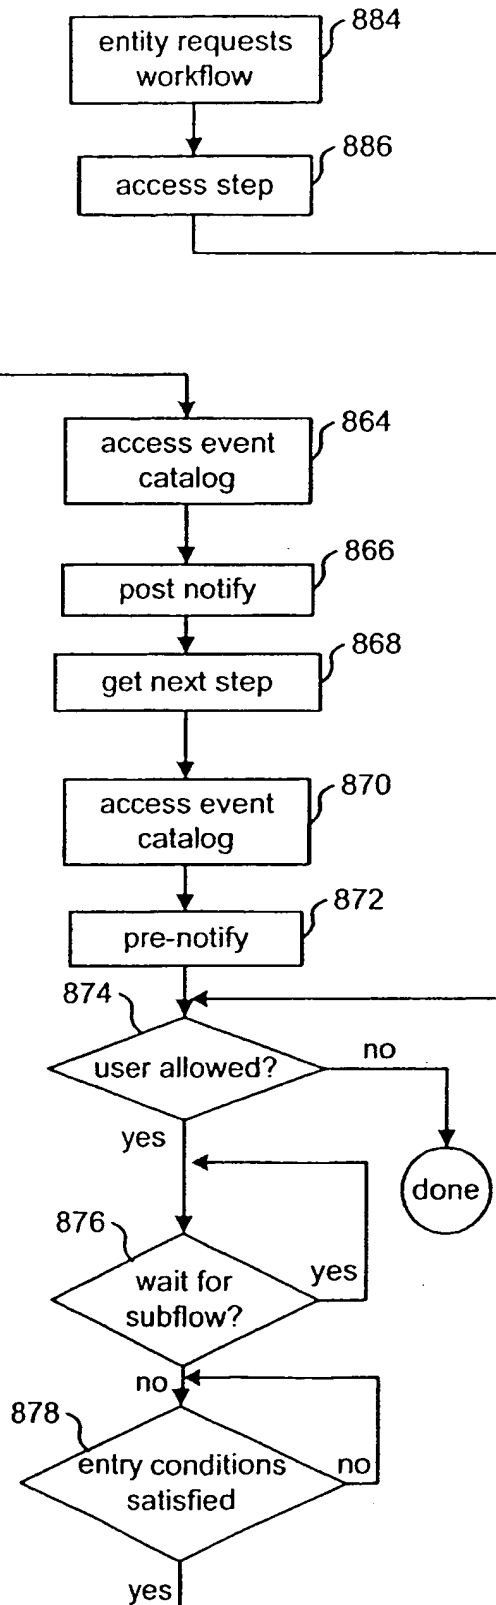 884
entity requests
workflow
886
access step
864
access event
catalog
866
post notify
868
get next step
870
access event
catalog
872
pre-notify
874
user allowed?
no
yes
done
876
wait for
subflow?
yes
no
878
entry conditions
satisfied
no
yes